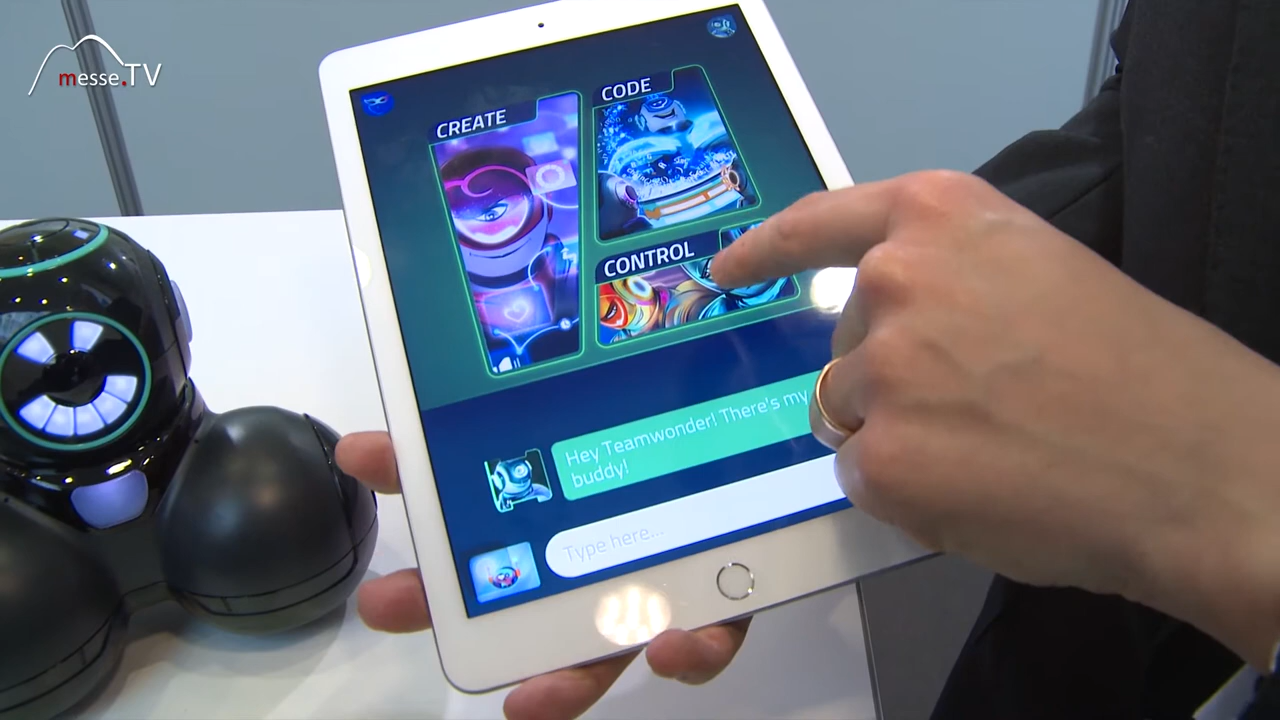 messe.TV
CREATE
CODE
CONTROL
Hey Teamwonder! There's my
buddy!
Type here...